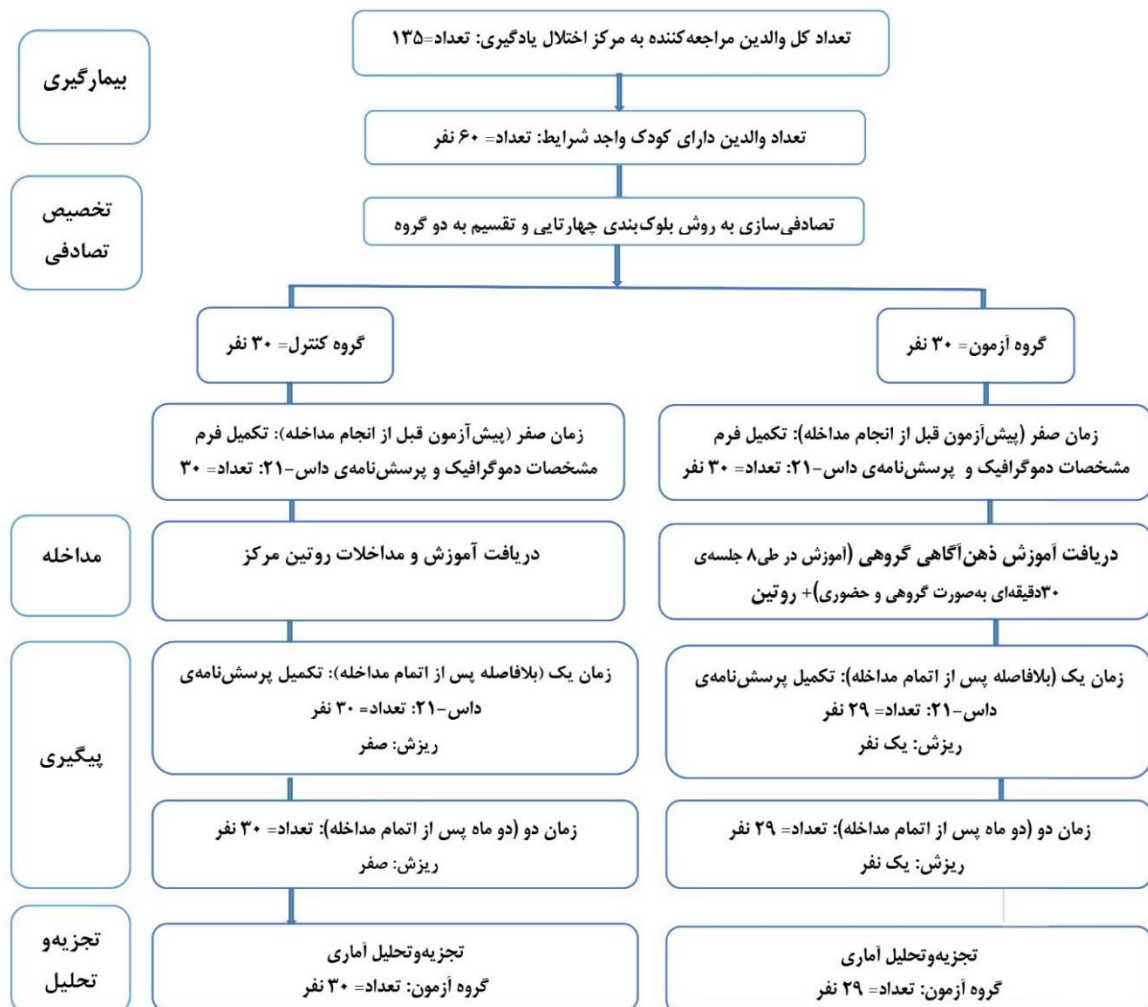 بیمارگیری
تعداد کل والدین مراجعه‌کننده به مرکز اختلال یادگیری: تعداد=۱۳۵
تعداد والدین دارای کودک واجد شرایط: تعداد= ۶۰ نفر
تخصیص
تصادفی
تصادفی‌سازی به روش بلوک‌بندی چهارتایی و تقسیم به دو گروه
گروه آزمون= ۳۰ نفر
گروه کنترل= ۳۰ نفر
زمان صفر (پیش‌آزمون قبل از انجام مداخله): تکمیل فرم
مشخصات دموگرافیک و پرسش‌نامه‌ی داس-۲۱: تعداد= ۳۰ نفر
زمان صفر (پیش‌آزمون قبل از انجام مداخله): تکمیل فرم
مشخصات دموگرافیک و پرسش‌نامه‌ی داس-۲۱: تعداد= ۳۰
مداخله
دریافت آموزش ذهن‌آگاهی گروهی (آموزش در طی۸ جلسه‌ی
۳۰دقیقه‌ای به‌صورت گروهی و حضوری)+ روتین
دریافت آموزش و مداخلات روتین مرکز
پیگیری
زمان یک (بلافاصله پس از اتمام مداخله): تکمیل پرسش‌نامه‌ی
داس-۲۱: تعداد= ۲۹ نفر
ریزش: یک نفر
زمان یک (بلافاصله پس از اتمام مداخله): تکمیل پرسش‌نامه‌ی
داس-۲۱: تعداد= ۳۰ نفر
ریزش: صفر
زمان دو (دو ماه پس از اتمام مداخله): تعداد= ۲۹ نفر
ریزش: یک نفر
زمان دو (دو ماه پس از اتمام مداخله): تعداد= ۳۰ نفر
ریزش: صفر
تجزیه‌و
تحلیل
تجزیه‌وتحلیل آماری
گروه آزمون: تعداد= ۲۹ نفر
تجزیه‌وتحلیل آماری
گروه آزمون: تعداد= ۳۰ نفر